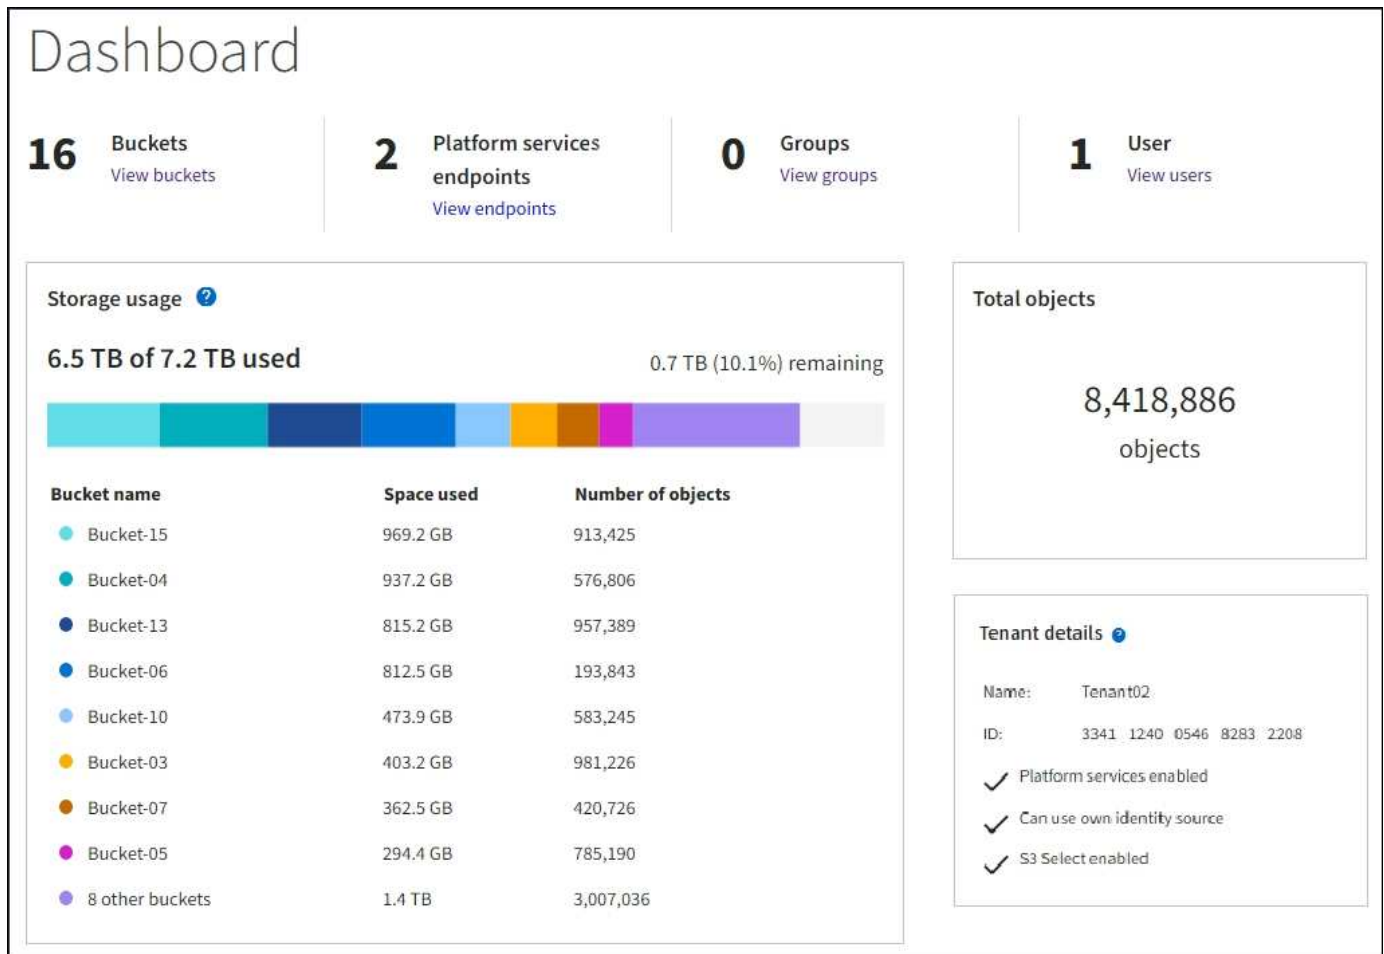 Dashboard
16 Buckets
View buckets
2 Platform services
endpoints
View endpoints
0 Groups
View groups
1 User
View users
Storage usage ?
6.5 TB of 7.2 TB used
0.7 TB (10.1%) remaining
Bucket name Space used Number of objects
Bucket-15 969.2 GB 913,425
Bucket-04 937.2 GB 576,806
Bucket-13 815.2 GB 957,389
Bucket-06 812.5 GB 193,843
Bucket-10 473.9 GB 583,245
Bucket-03 403.2 GB 981,226
Bucket-07 362.5 GB 420,726
Bucket-05 294.4 GB 785,190
8 other buckets 1.4 TB 3,007,036
Total objects
8,418,886
objects
Tenant details ?
Name: Tenant02
ID: 3341 1240 0546 8283 2208
Platform services enabled
Can use own identity source
S3 Select enabled